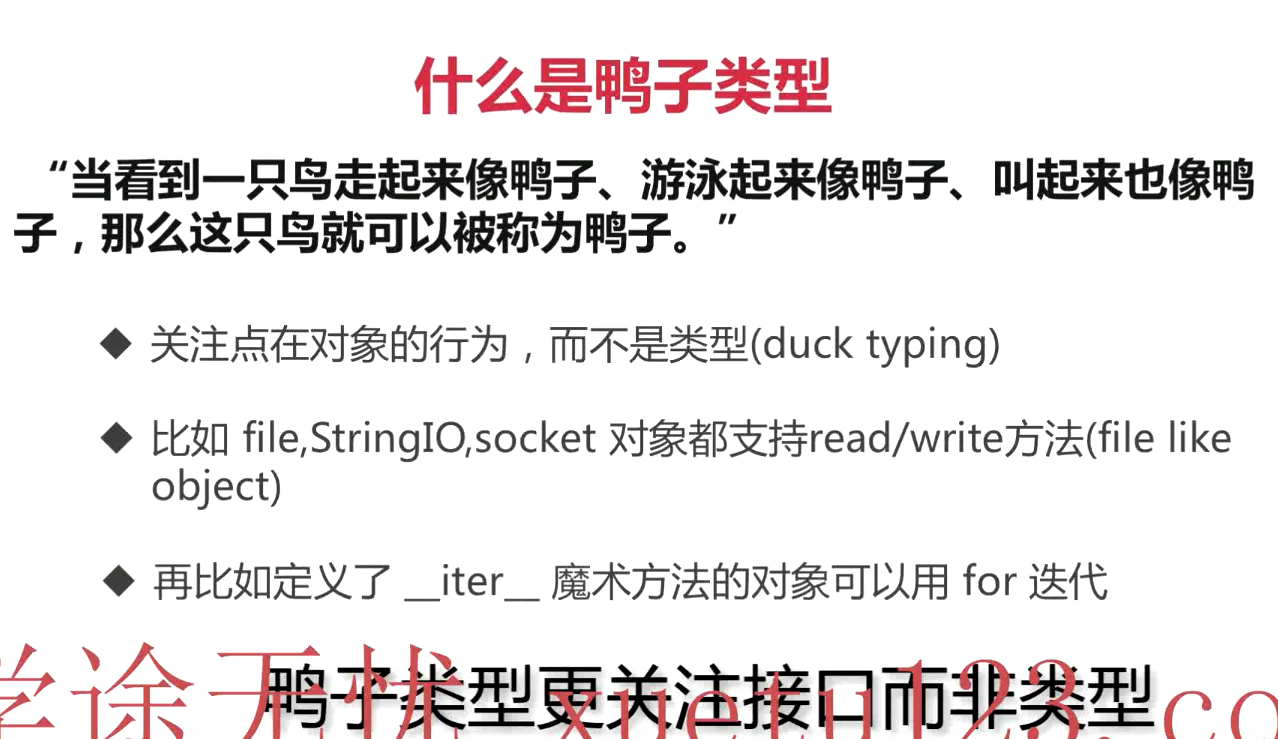 什么是鸭子类型
“当看到一只鸟走起来像鸭子、游泳起来像鸭子、叫起来也像鸭
子，那么这只鸟就可以被称为鸭子。”
◆ 关注点在对象的行为，而不是类型(duck typing)
◆ 比如 file,StringIO,socket 对象都支持read/write方法(file like
object)
◆ 再比如定义了 __iter__ 魔术方法的对象可以用 for 迭代
鸭子类型更关注接口而非类型
学途无忧 xuetu123.co